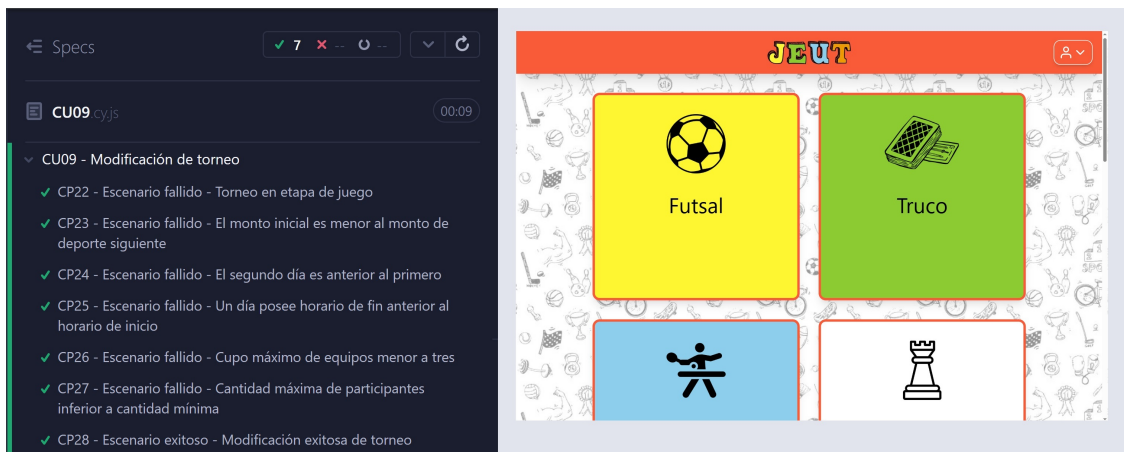 Specs
7 -- --
CU09.cy.js
00:09
CU09 - Modificación de torneo
CP22 - Escenario fallido - Torneo en etapa de juego
CP23 - Escenario fallido - El monto inicial es menor al monto de
deporte siguiente
CP24 - Escenario fallido - El segundo día es anterior al primero
CP25 - Escenario fallido - Un día posee horario de fin anterior al
horario de inicio
CP26 - Escenario fallido - Cupo máximo de equipos menor a tres
CP27 - Escenario fallido - Cantidad máxima de participantes
inferior a cantidad mínima
CP28 - Escenario exitoso - Modificación exitosa de torneo
JEUT
Futsal
Truco